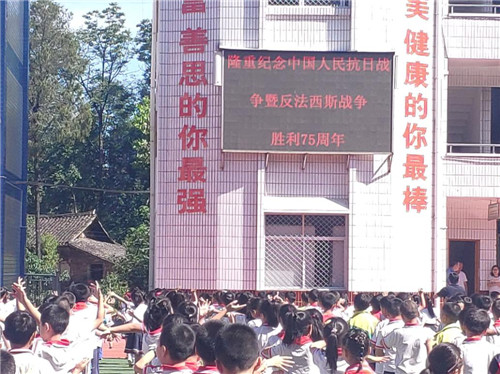 富善思的你最强
隆重纪念中国人民抗日战
争暨反法西斯战争
胜利75周年
美健康的你最棒